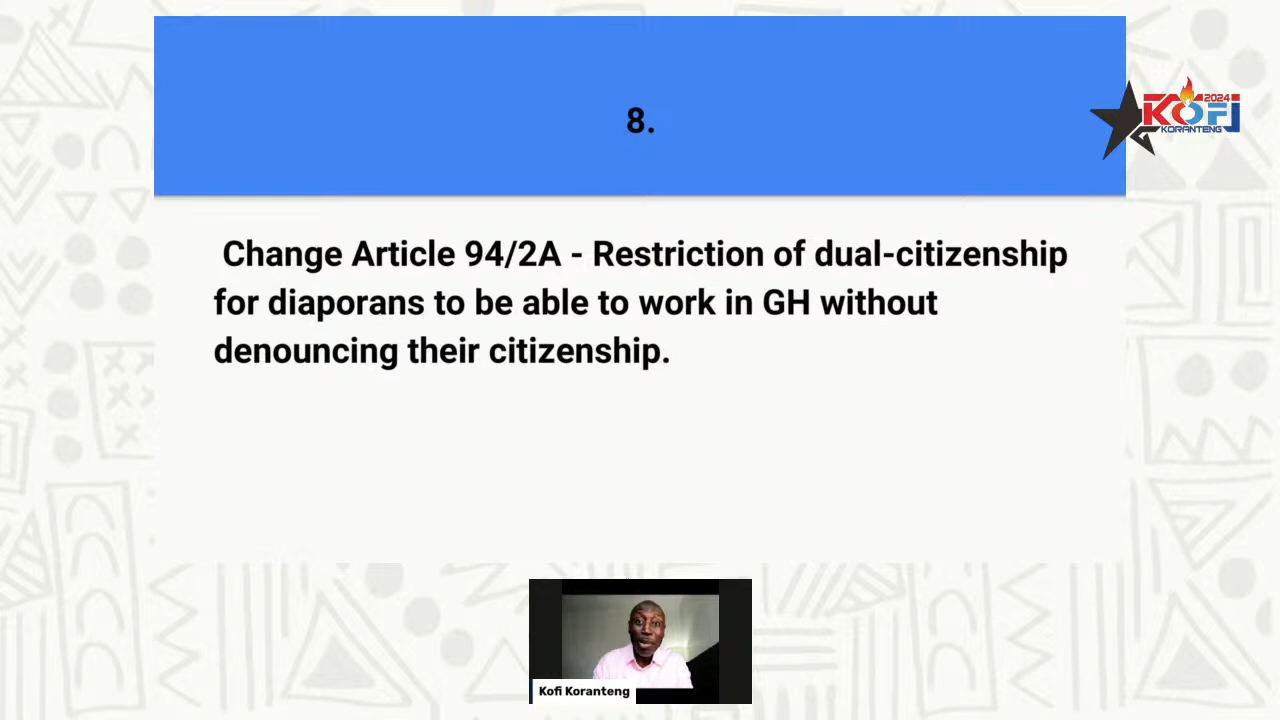 8.
2024
KOFI
KORANTENG
Change Article 94/2A - Restriction of dual-citizenship
for diaporans to be able to work in GH without
denouncing their citizenship.
Kofi Koranteng